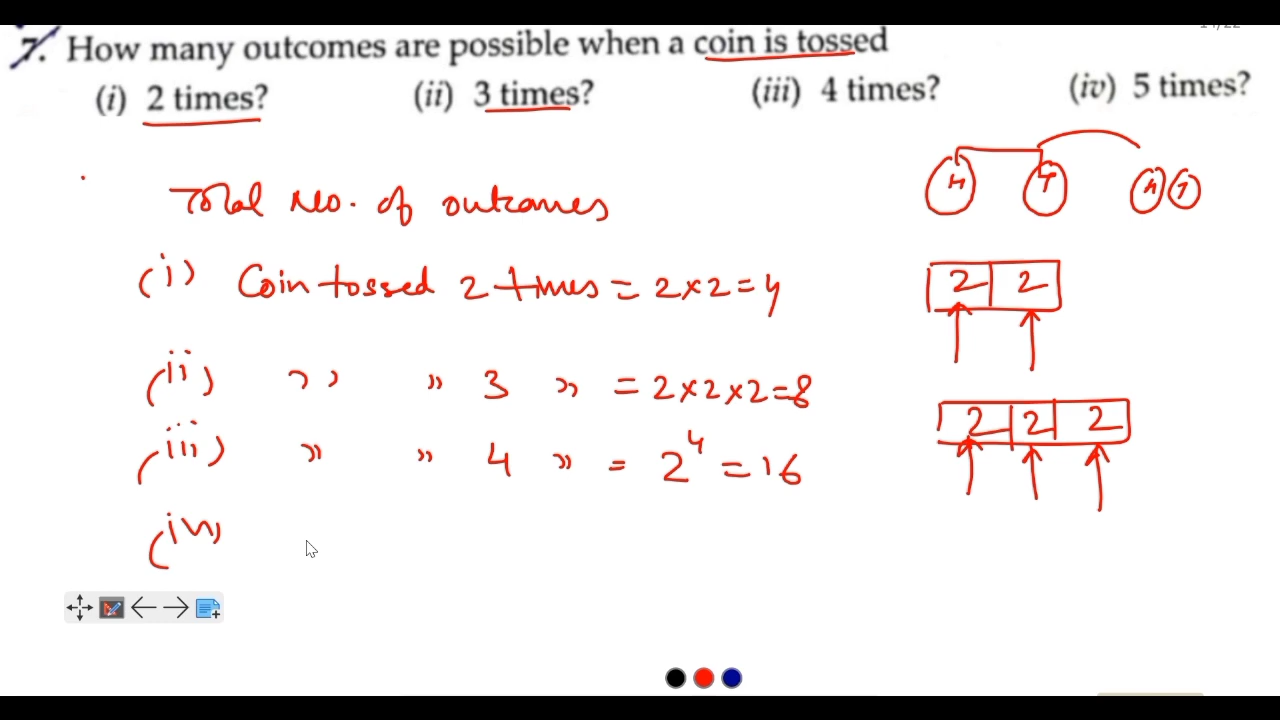 7. How many outcomes are possible when a coin is tossed
(i) 2 times? (ii) 3 times? (iii) 4 times? (iv) 5 times?
H T H T
Total No. of outcomes
(i) Coin tossed 2 times = 2×2=4
2 2
(ii) " " 3 " = 2×2×2=8
2 2 2
(iii) " " 4 " = 2⁴ = 16
(iv)